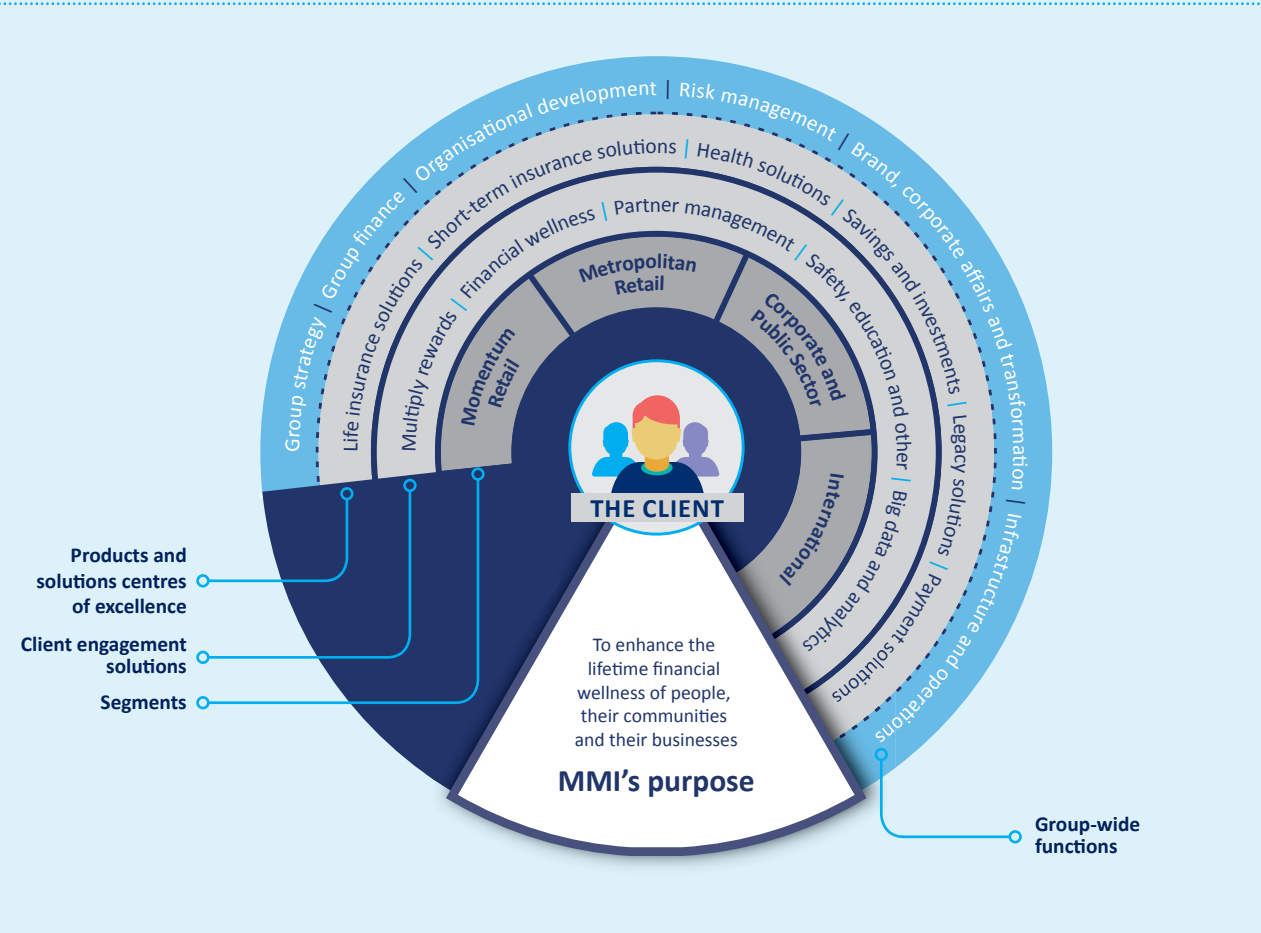 Group strategy | Group finance | Organisational development | Risk management | Brand, corporate affairs and transformation | Infrastructure and operations
Life insurance solutions | Short-term insurance solutions | Health solutions | Savings and investments | Legacy solutions | Payment solutions
Multiply rewards | Financial wellness | Partner management | Safety, education and other | Big data and analytics
Momentum
Retail
Metropolitan
Retail
Corporate and
Public Sector
International
THE CLIENT
To enhance the
lifetime financial
wellness of people,
their communities
and their businesses
MMI's purpose
Products and
solutions centres
of excellence
Client engagement
solutions
Segments
Group-wide
functions